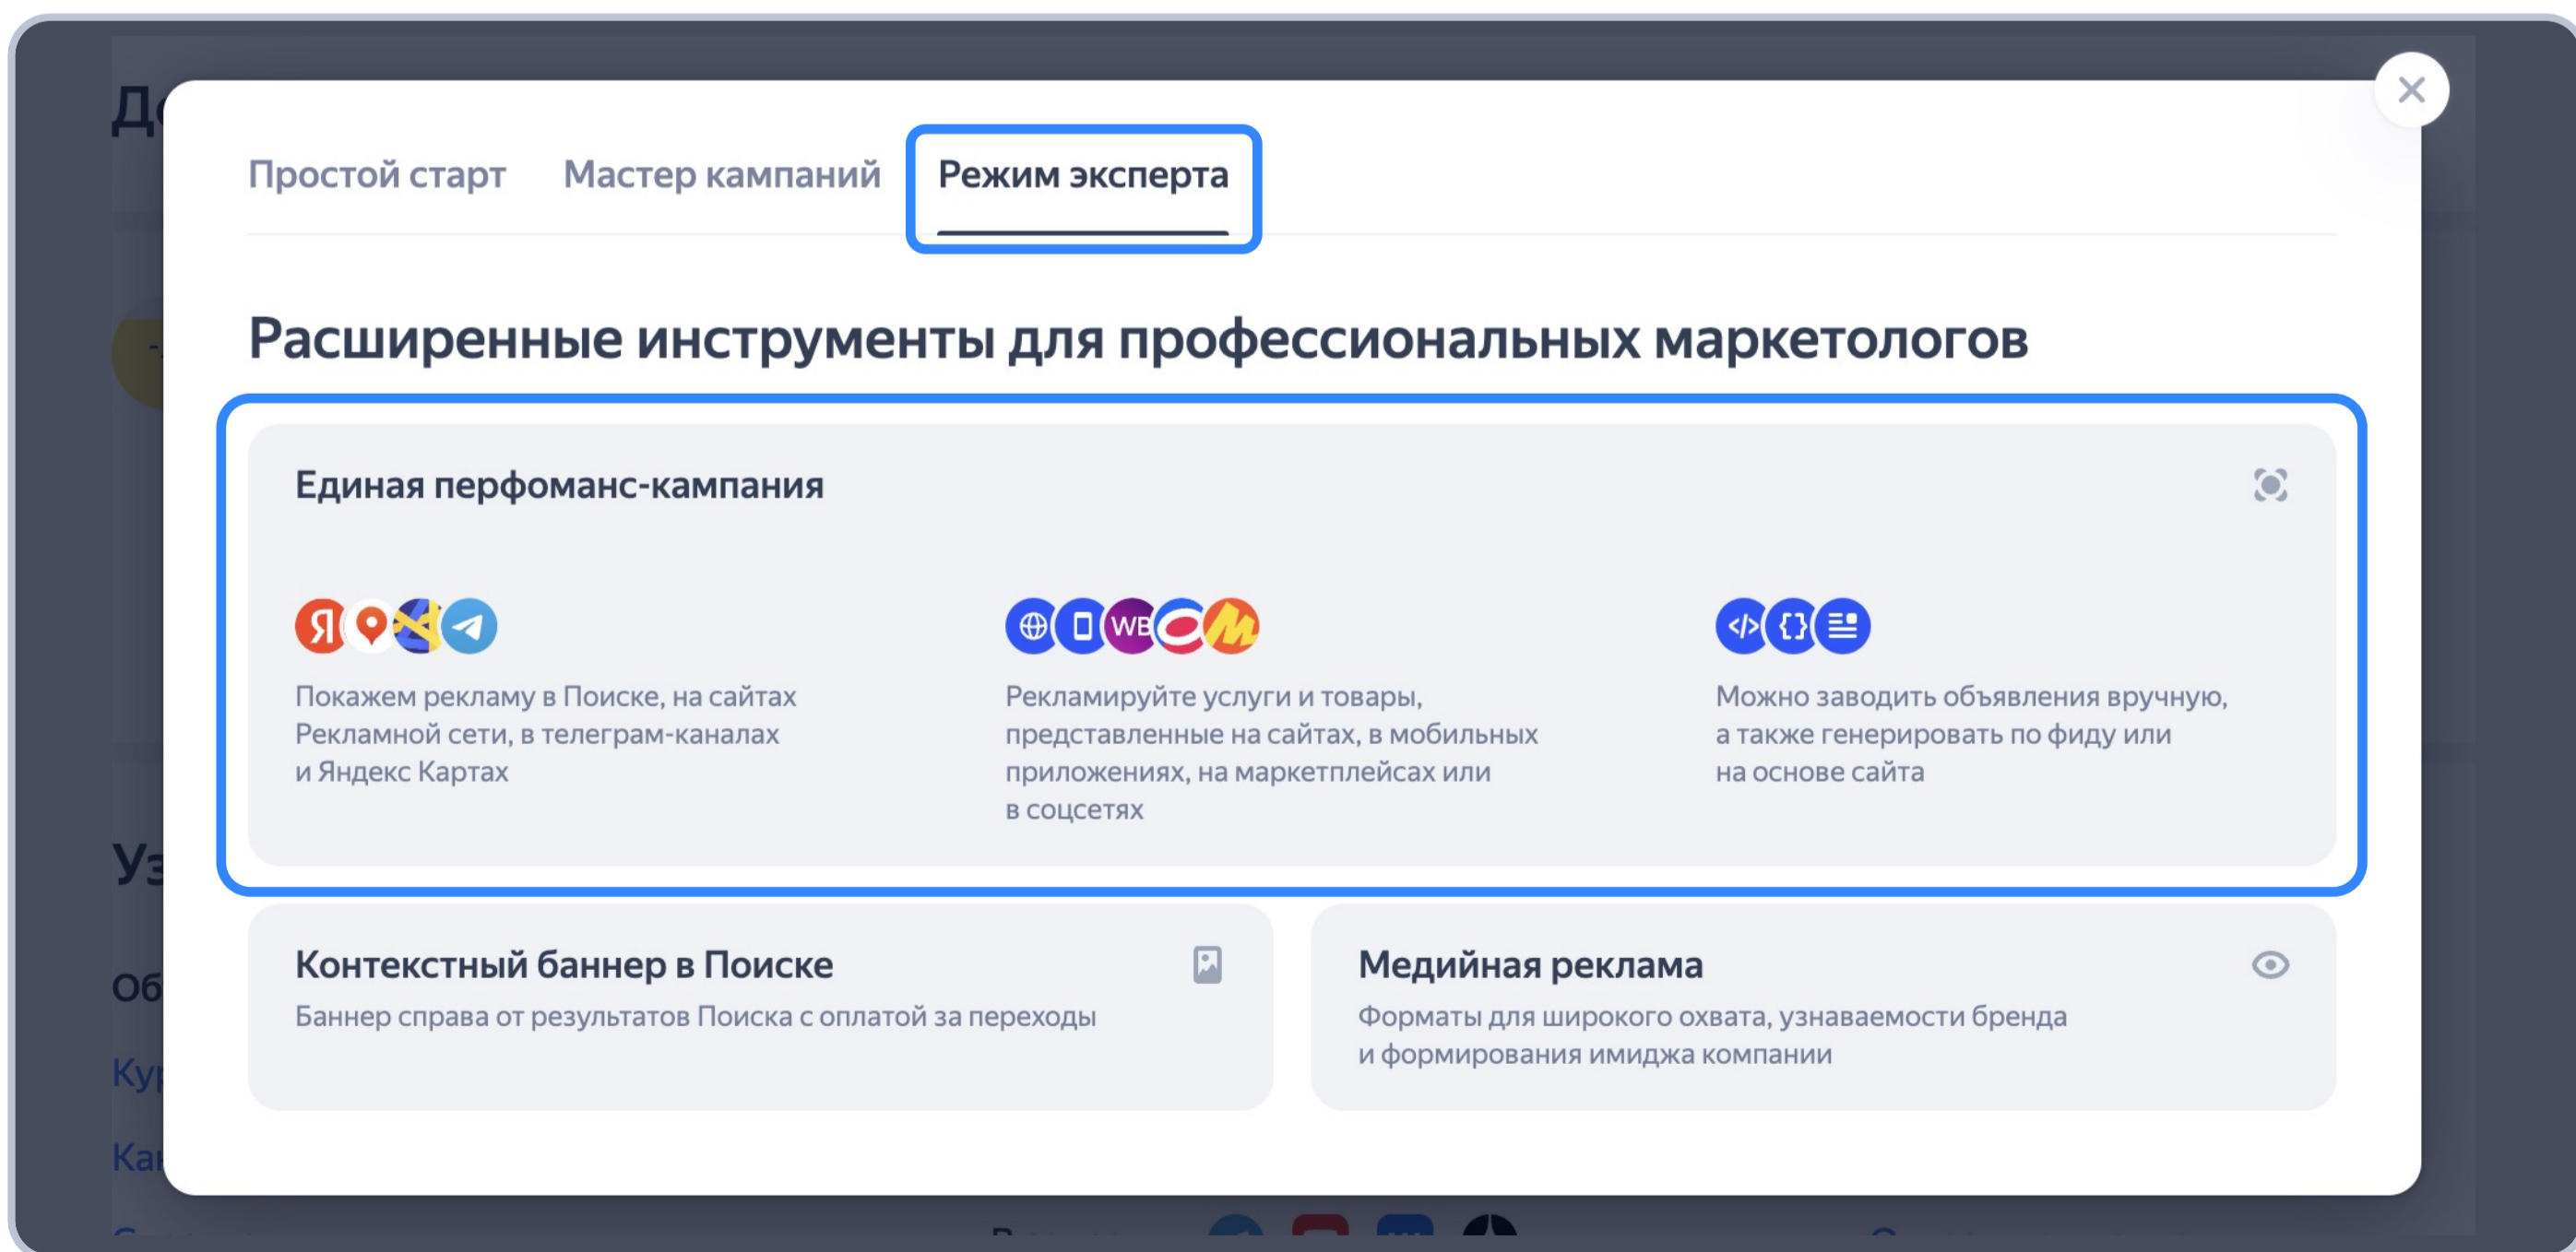 Простой старт Мастер кампаний Режим эксперта
Расширенные инструменты для профессиональных маркетологов
Единая перфоманс-кампания
Я WB
Покажем рекламу в Поиске, на сайтах
Рекламной сети, в телеграм-каналах
и Яндекс Картах
Рекламируйте услуги и товары,
представленные на сайтах, в мобильных
приложениях, на маркетплейсах или
в соцсетях
Можно заводить объявления вручную,
а также генерировать по фиду или
на основе сайта
Контекстный баннер в Поиске
Баннер справа от результатов Поиска с оплатой за переходы
Медийная реклама
Форматы для широкого охвата, узнаваемости бренда
и формирования имиджа компании